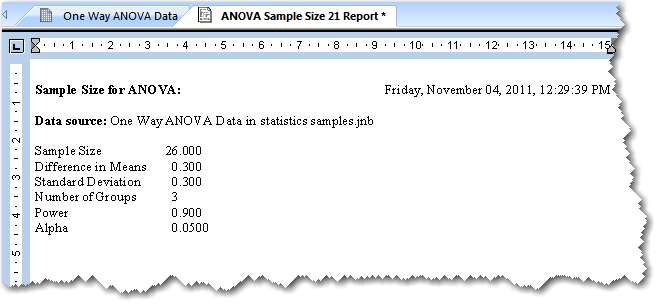 One Way ANOVA Data
ANOVA Sample Size 21 Report *
1 2 3 4 5 6 7 8 9 10 11 12 13 14 15
Sample Size for ANOVA: Friday, November 04, 2011, 12:29:39 PM
Data source: One Way ANOVA Data in statistics samples.jnb
Sample Size 26.000
Difference in Means 0.300
Standard Deviation 0.300
Number of Groups 3
Power 0.900
Alpha 0.0500
1
2
3
4
5